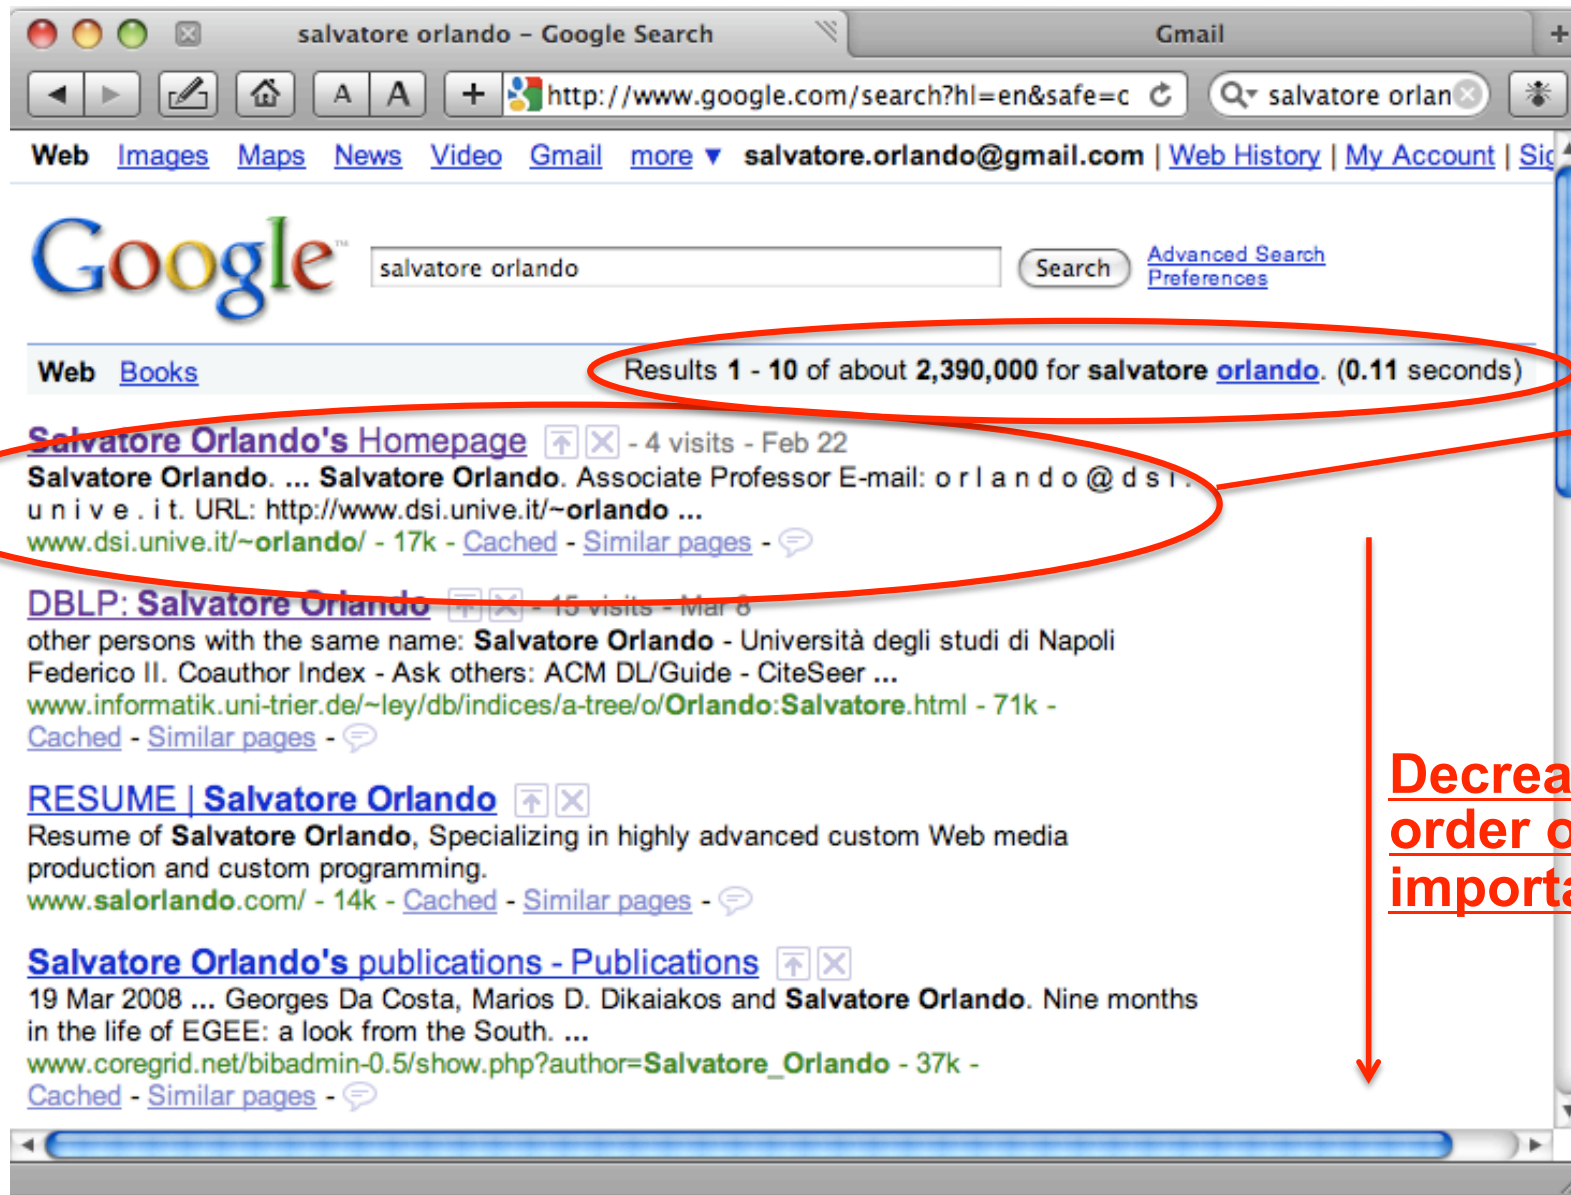 salvatore orlando – Google Search
Gmail
A A + http://www.google.com/search?hl=en&safe=c salvatore orlan
Web Images Maps News Video Gmail more ▼ salvatore.orlando@gmail.com | Web History | My Account | Sig
Google™ salvatore orlando Search Advanced Search
Preferences
Web Books Results 1 - 10 of about 2,390,000 for salvatore orlando. (0.11 seconds)
Salvatore Orlando's Homepage - 4 visits - Feb 22
Salvatore Orlando. ... Salvatore Orlando. Associate Professor E-mail: o r l a n d o @ d s i .
u n i v e . i t. URL: http://www.dsi.unive.it/~orlando ...
www.dsi.unive.it/~orlando/ - 17k - Cached - Similar pages -
DBLP: Salvatore Orlando - 15 visits - Mar 8
other persons with the same name: Salvatore Orlando - Università degli studi di Napoli
Federico II. Coauthor Index - Ask others: ACM DL/Guide - CiteSeer ...
www.informatik.uni-trier.de/~ley/db/indices/a-tree/o/Orlando:Salvatore.html - 71k -
Cached - Similar pages -
RESUME | Salvatore Orlando
Resume of Salvatore Orlando, Specializing in highly advanced custom Web media
production and custom programming.
www.salorlando.com/ - 14k - Cached - Similar pages -
Salvatore Orlando's publications - Publications
19 Mar 2008 ... Georges Da Costa, Marios D. Dikaiakos and Salvatore Orlando. Nine months
in the life of EGEE: a look from the South. ...
www.coregrid.net/bibadmin-0.5/show.php?author=Salvatore_Orlando - 37k -
Cached - Similar pages -
Decrea
order o
importa